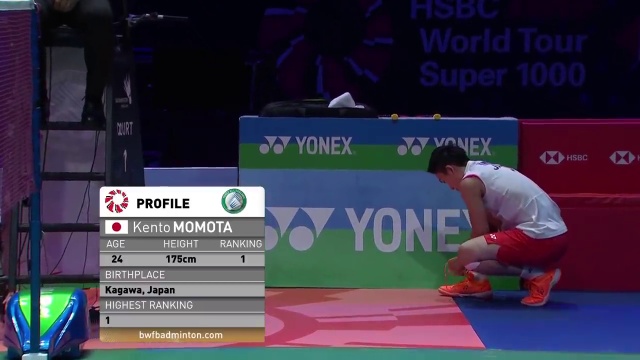 HSBC
World Tour
Super 1000
YONEX
YONEX
HSBC
HSBC
YONEX
COURT
1
PROFILE
Kento MOMOTA
AGE HEIGHT RANKING
24 175cm 1
BIRTHPLACE
Kagawa, Japan
HIGHEST RANKING
1
bwfbadminton.com